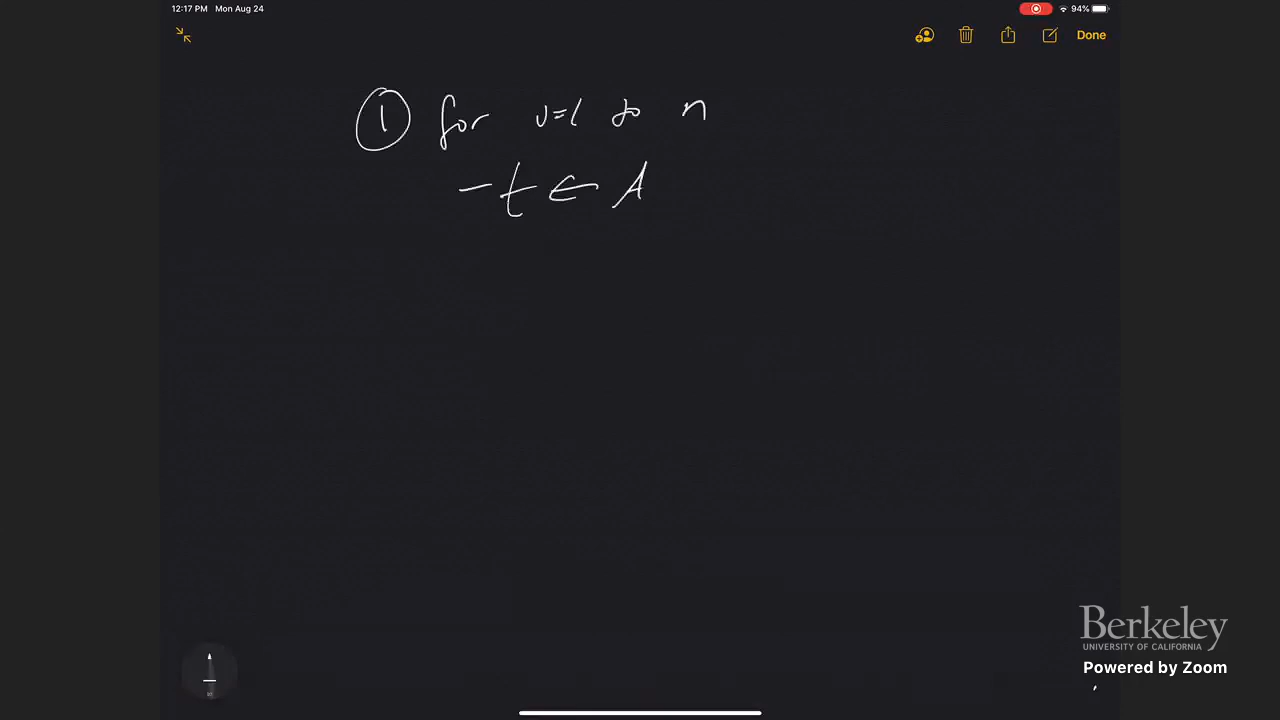 12:17 PM Mon Aug 24 94%
Done
① for v=1 to n
- t ← A
Berkeley
UNIVERSITY OF CALIFORNIA
Powered by Zoom